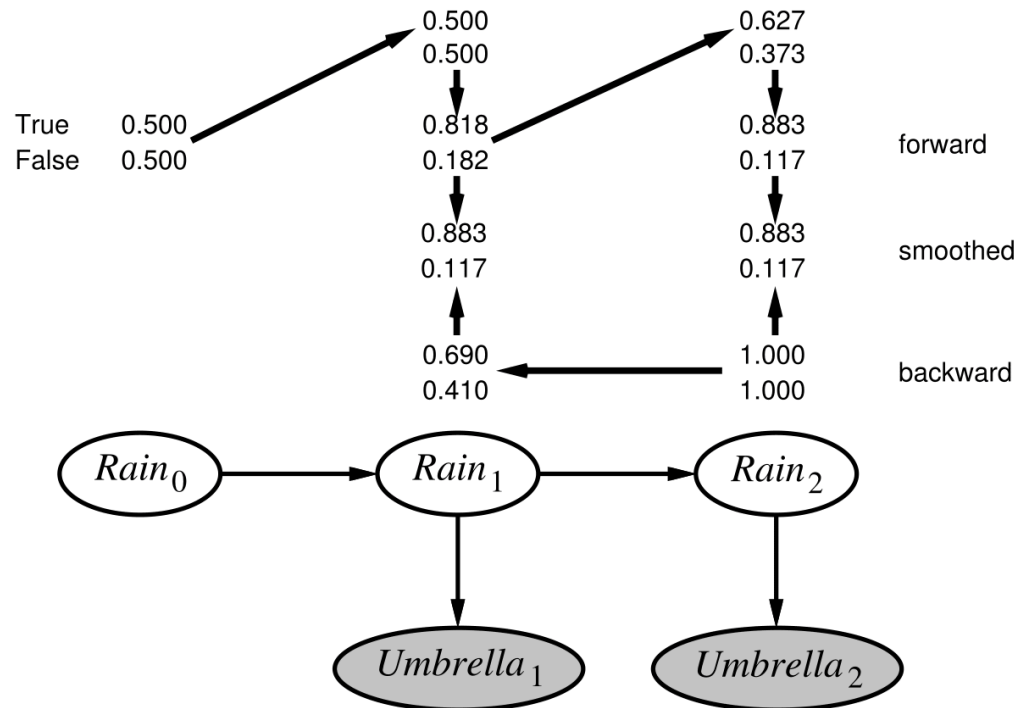 0.500 0.627
0.500 0.373
True 0.500 0.818 0.883
False 0.500 0.182 0.117 forward
0.883 0.883
0.117 0.117 smoothed
0.690 1.000
0.410 1.000 backward
Rain0 Rain1 Rain2
Umbrella1 Umbrella2